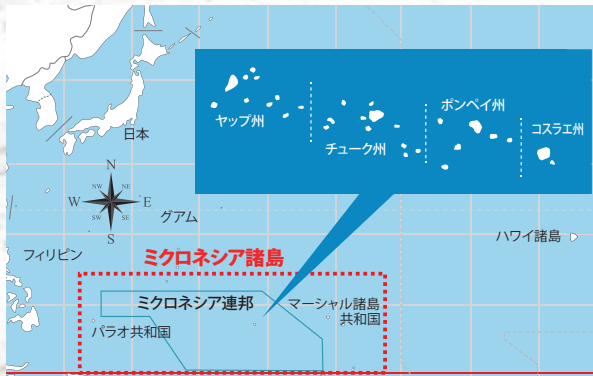 ヤップ州
チューク州
ポンペイ州
コスラエ州
日本
N
NW NE
W E
SW SE
S
グアム
フィリピン
ハワイ諸島
ミクロネシア諸島
ミクロネシア連邦
マーシャル諸島
共和国
パラオ共和国